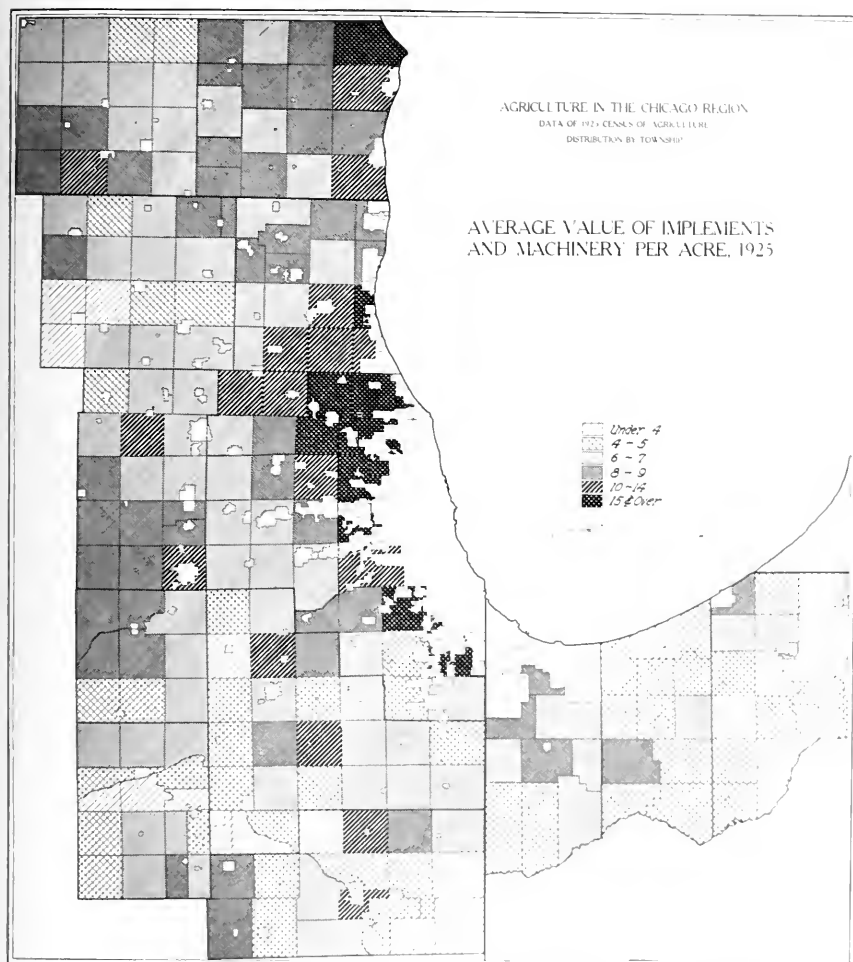 AGRICULTURE IN THE CHICAGO REGION
DATA OF 1925 CENSUS OF AGRICULTURE
DISTRIBUTION BY TOWNSHIP
AVERAGE VALUE OF IMPLEMENTS
AND MACHINERY PER ACRE, 1925
Under 4
4 - 5
6 - 7
8 - 9
10-14
15 & Over